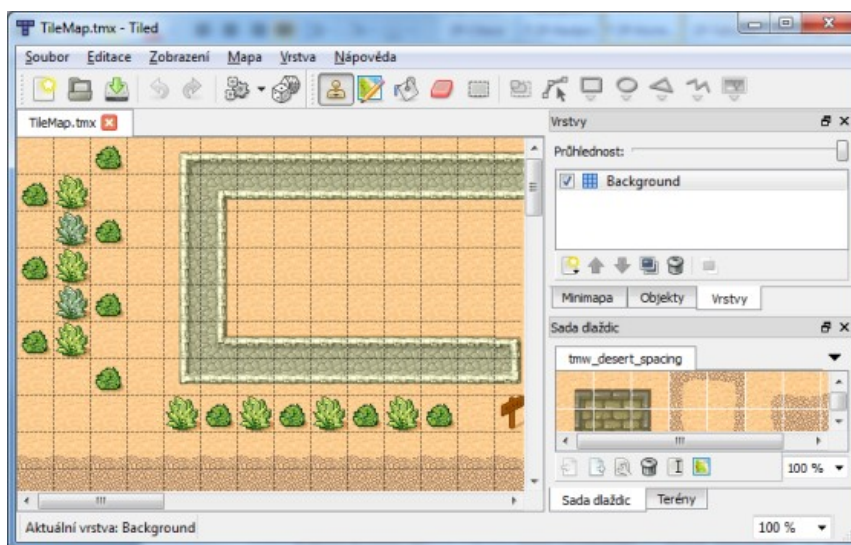 TileMap.tmx - Tiled
Soubor Editace Zobrazení Mapa Vrstva Nápověda
TileMap.tmx
Vrstvy
Průhlednost:
Background
Minimapa Objekty Vrstvy
Sada dlaždic
tmw_desert_spacing
100 %
Sada dlaždic Terény
Aktuální vrstva: Background
100 %